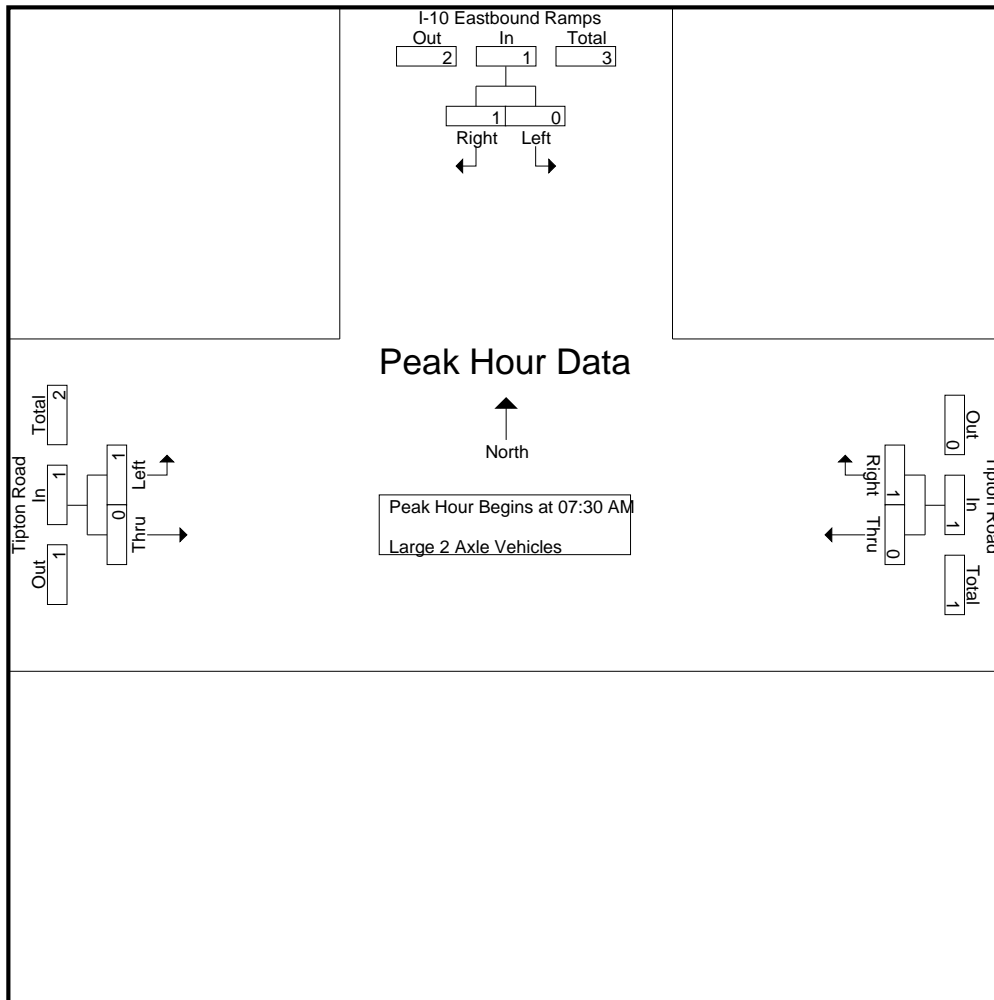 I-10 Eastbound Ramps
Out In Total
2 1 3
1 0
Right Left
Peak Hour Data
North
Peak Hour Begins at 07:30 AM
Large 2 Axle Vehicles
Tipton Road
Out In Total
1 1 2
Thru Left
0 1
Tipton Road
Out In Total
0 1 1
Right Thru
1 0